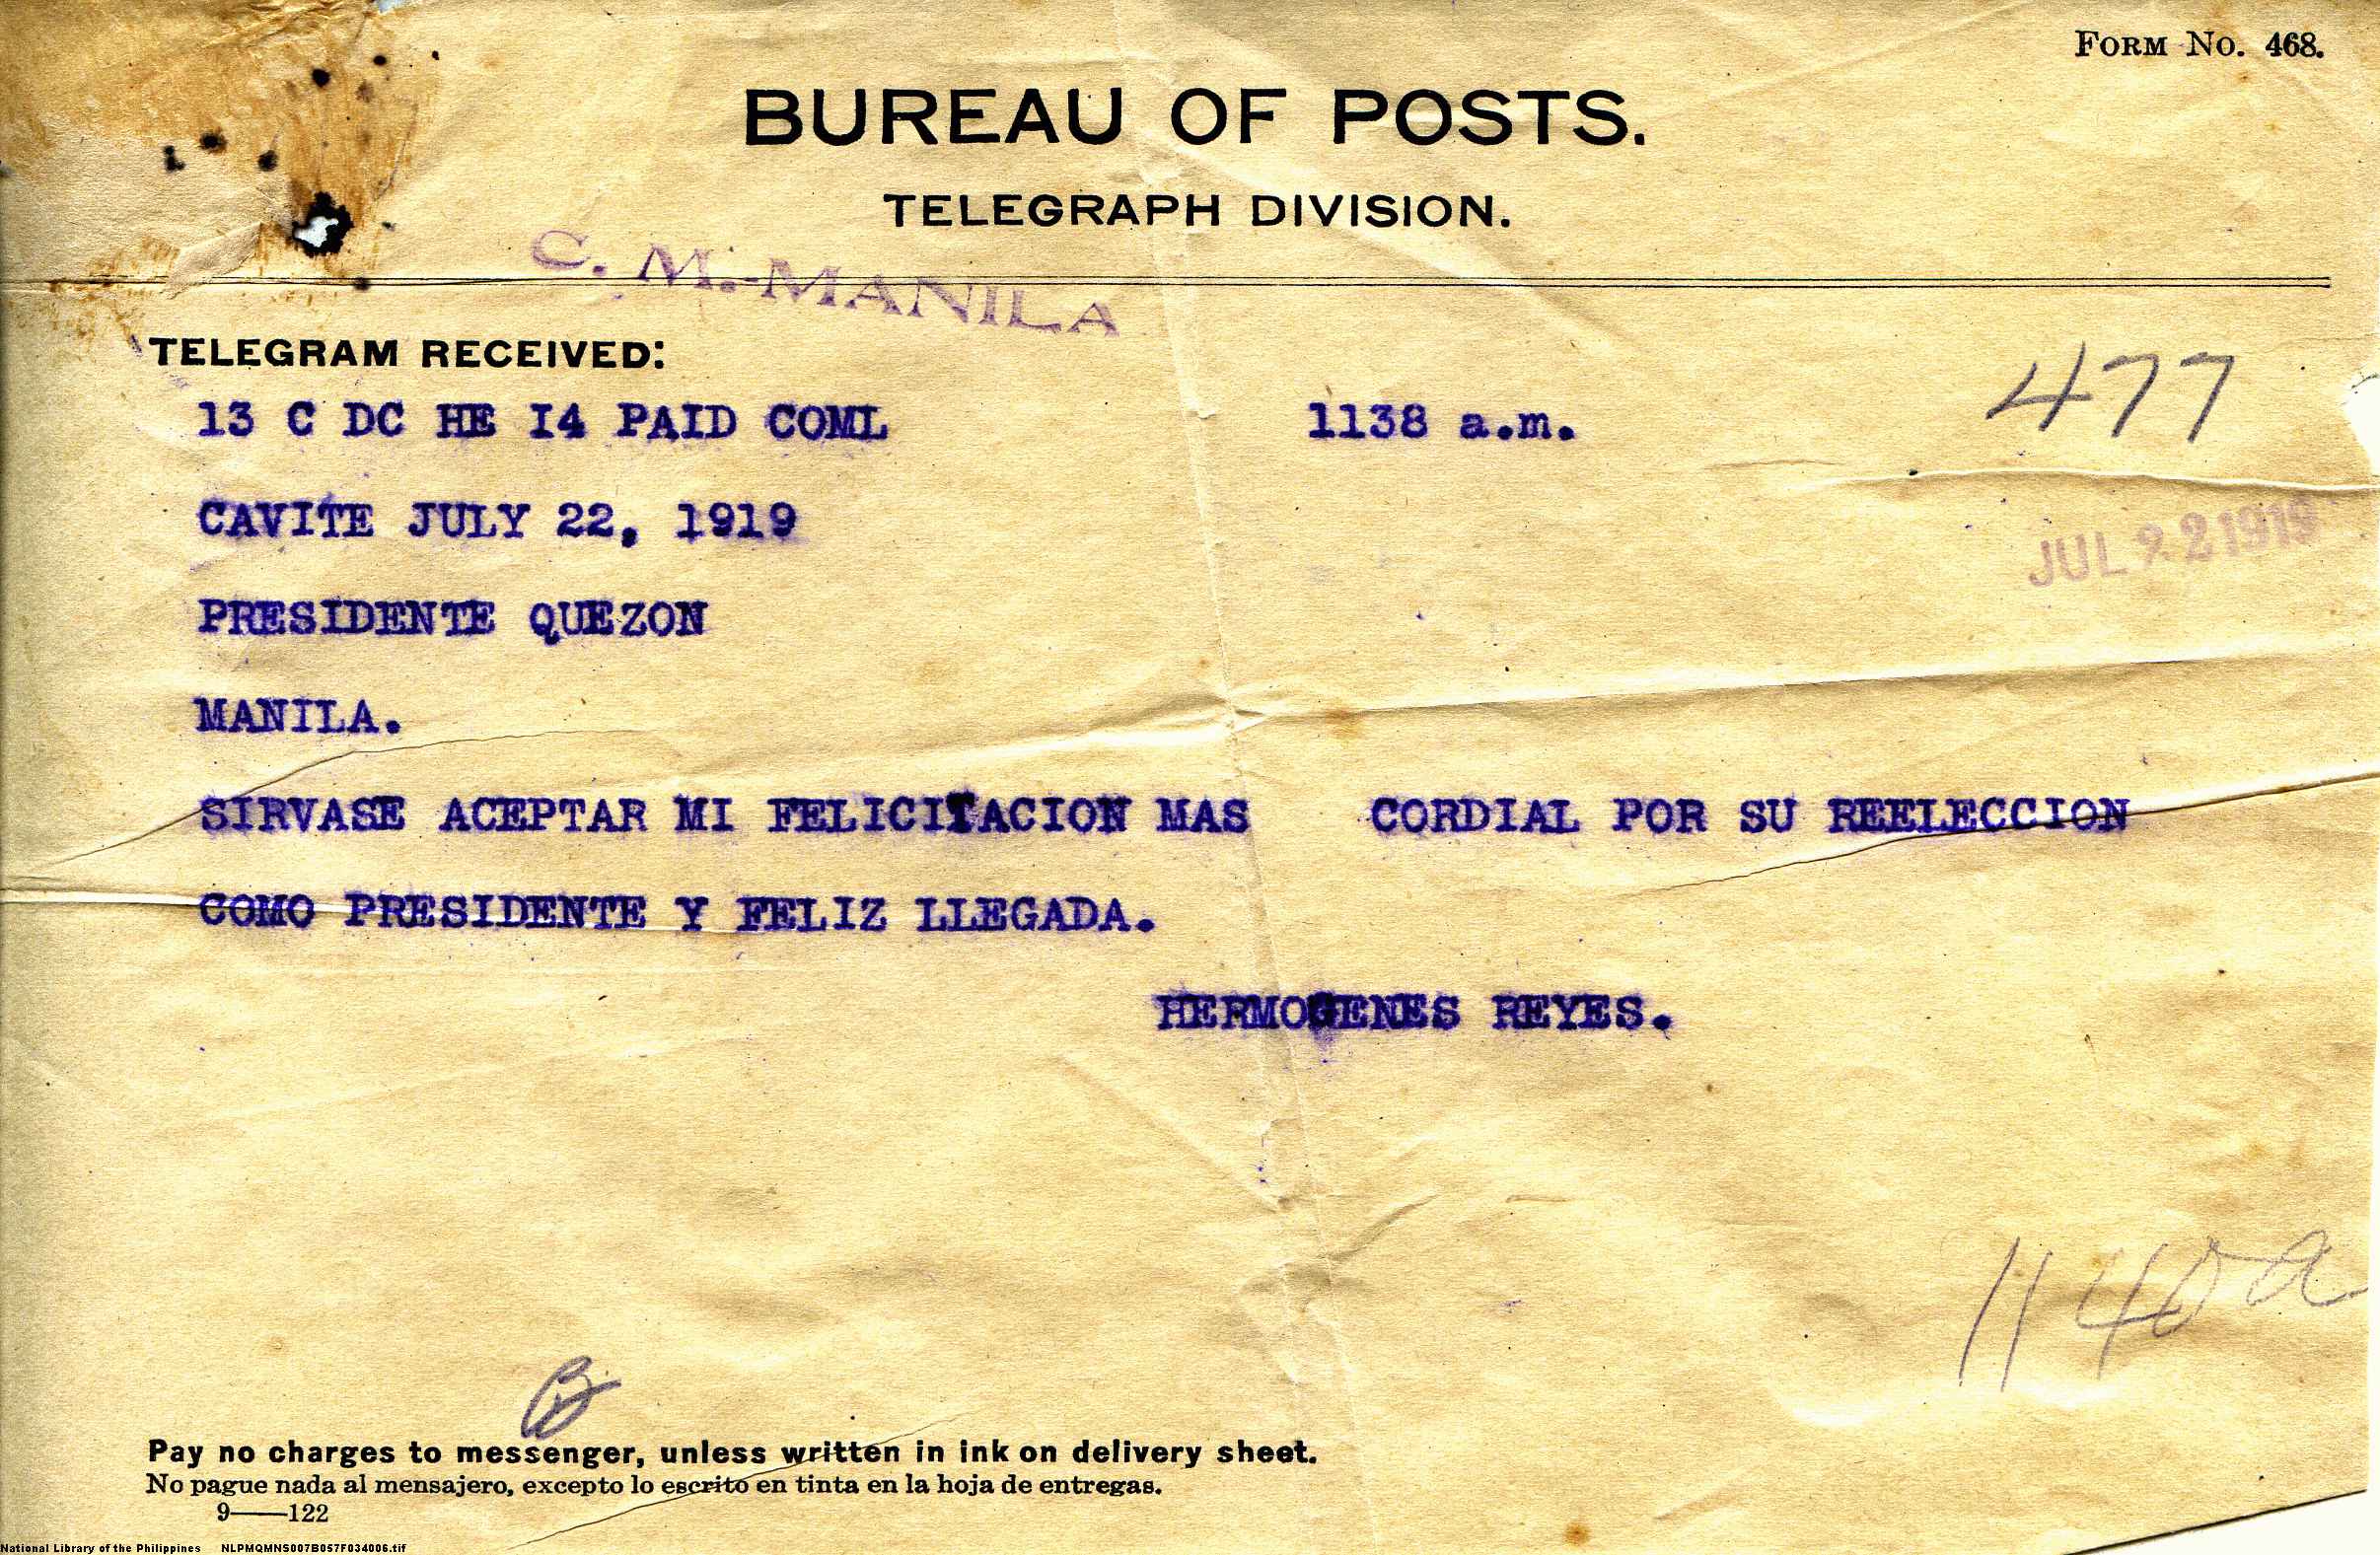 FORM No. 468.
BUREAU OF POSTS.
TELEGRAPH DIVISION.
C. M.-MANILA
TELEGRAM RECEIVED:
477
13 C DC HE I4 PAID COML 1138 a.m.
CAVITE JULY 22, 1919
JUL 22 1919
PRESIDENTE QUEZON
MANILA.
SIRVASE ACEPTAR MI FELICITACION MAS CORDIAL POR SU REELECCION
COMO PRESIDENTE Y FELIZ LLEGADA.
HERMOGENES REYES.
1140a
Pay no charges to messenger, unless written in ink on delivery sheet.
No pague nada al mensajero, excepto lo escrito en tinta en la hoja de entregas.
9——122
National Library of the Philippines NLPMQMNS007B057F034006.tif